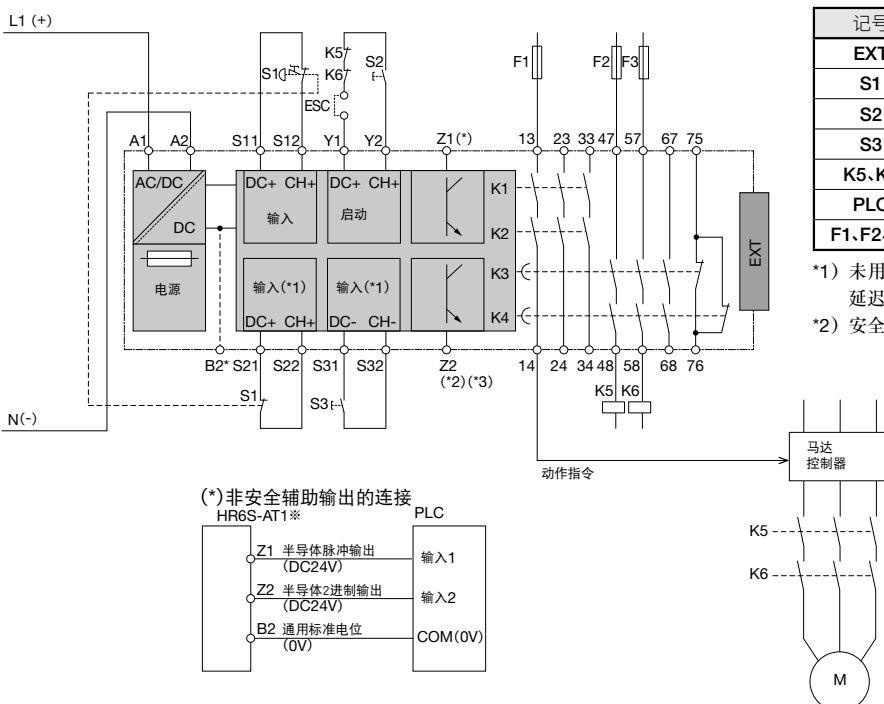 L1 (+)
K5
S1
K6
S2
ESC
F1
F2
F3
A1
A2
S11
S12
Y1
Y2
Z1(*)
13
23
33
47
57
67
75
AC/DC
DC
电源
DC+ CH+
输入
DC+ CH+
启动
K1
K2
输入(*1)
DC+ CH+
输入(*1)
DC- CH-
K3
K4
EXT
B2*
S21
S22
S31
S32
Z2
(*2)(*3)
14
24
34
48
58
68
76
S1
S3
K5
K6
N(-)
动作指令
马达
控制器
K5
K6
M
(*)非安全辅助输出的连接
HR6S-AT1※
PLC
Z1 半导体脉冲输出
(DC24V)
输入1
Z2 半导体2进制输出
(DC24V)
输入2
B2 通用标准电位
(0V)
COM(0V)
记号
EXT
S1
S2
S3
K5、K
PLC
F1、F2、
*1) 未用
延迟
*2) 安全